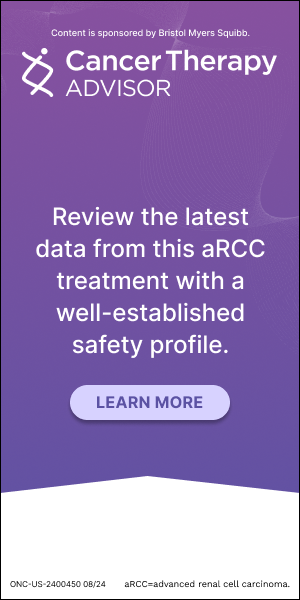 Content is sponsored by Bristol Myers Squibb.
Cancer Therapy
ADVISOR
Review the latest
data from this aRCC
treatment with a
well-established
safety profile.
LEARN MORE
ONC-US-2400450 08/24 aRCC=advanced renal cell carcinoma.